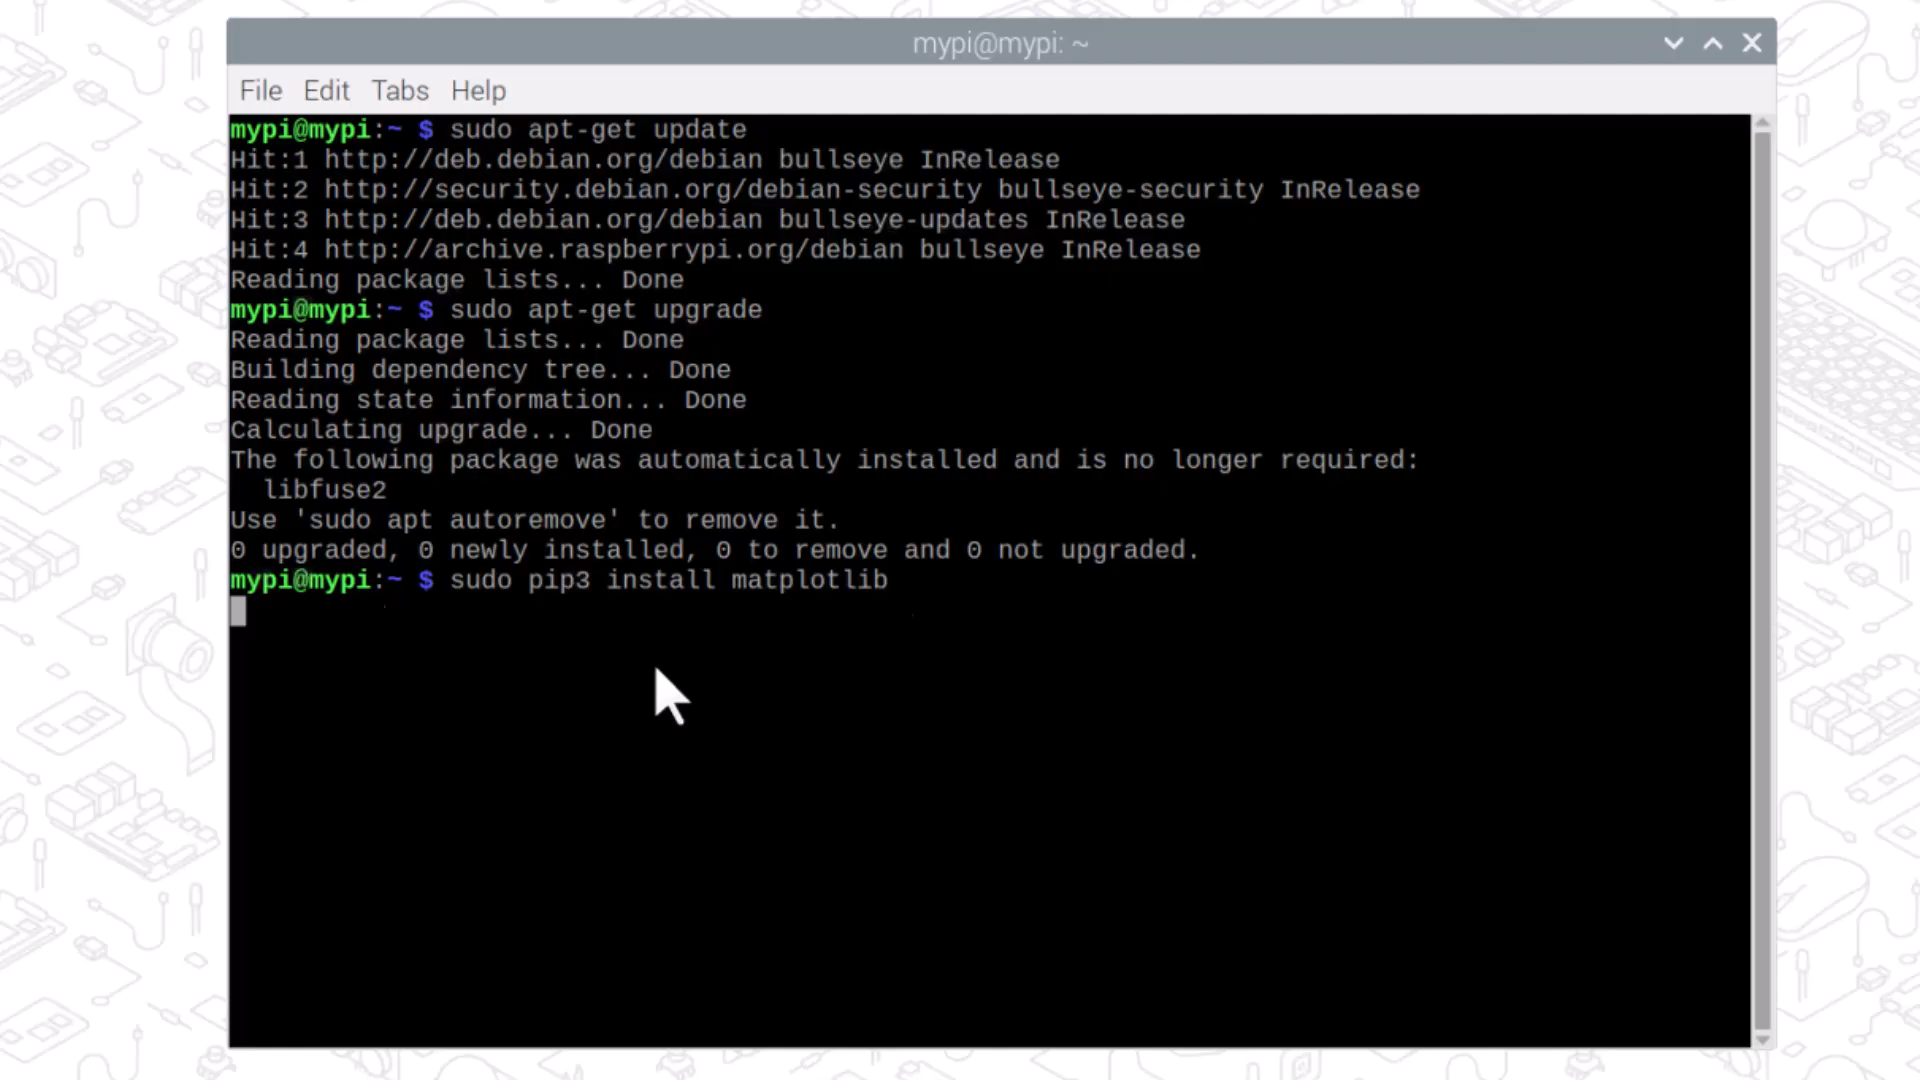 mypi@mypi: ~
File Edit Tabs Help
mypi@mypi:~ $ sudo apt-get update
Hit:1 http://deb.debian.org/debian bullseye InRelease
Hit:2 http://security.debian.org/debian-security bullseye-security InRelease
Hit:3 http://deb.debian.org/debian bullseye-updates InRelease
Hit:4 http://archive.raspberrypi.org/debian bullseye InRelease
Reading package lists... Done
mypi@mypi:~ $ sudo apt-get upgrade
Reading package lists... Done
Building dependency tree... Done
Reading state information... Done
Calculating upgrade... Done
The following package was automatically installed and is no longer required:
  libfuse2
Use 'sudo apt autoremove' to remove it.
0 upgraded, 0 newly installed, 0 to remove and 0 not upgraded.
mypi@mypi:~ $ sudo pip3 install matplotlib